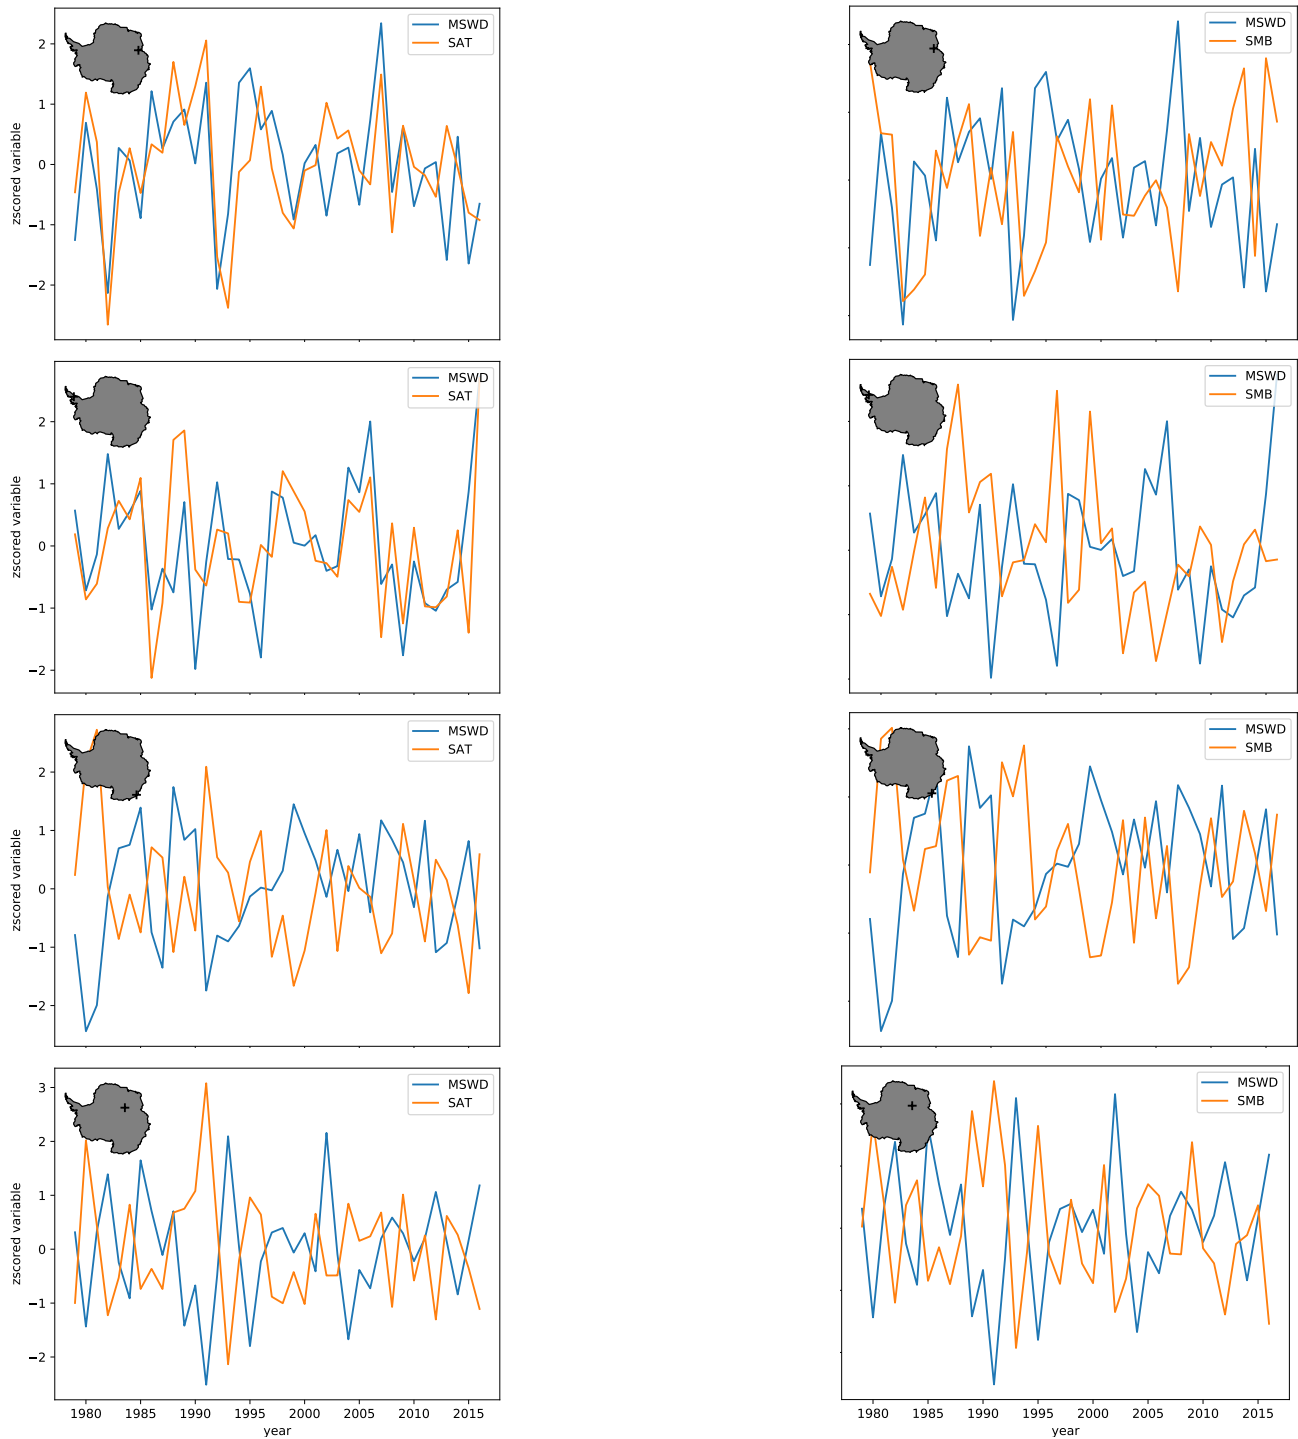 MSWD
SAT
2
1
0
−1
−2
zscored variable
MSWD
SMB
MSWD
SAT
2
1
0
−1
−2
zscored variable
MSWD
SMB
MSWD
SAT
2
1
0
−1
−2
zscored variable
MSWD
SMB
MSWD
SAT
3
2
1
0
−1
−2
zscored variable
1980 1985 1990 1995 2000 2005 2010 2015
year
MSWD
SMB
1980 1985 1990 1995 2000 2005 2010 2015
year